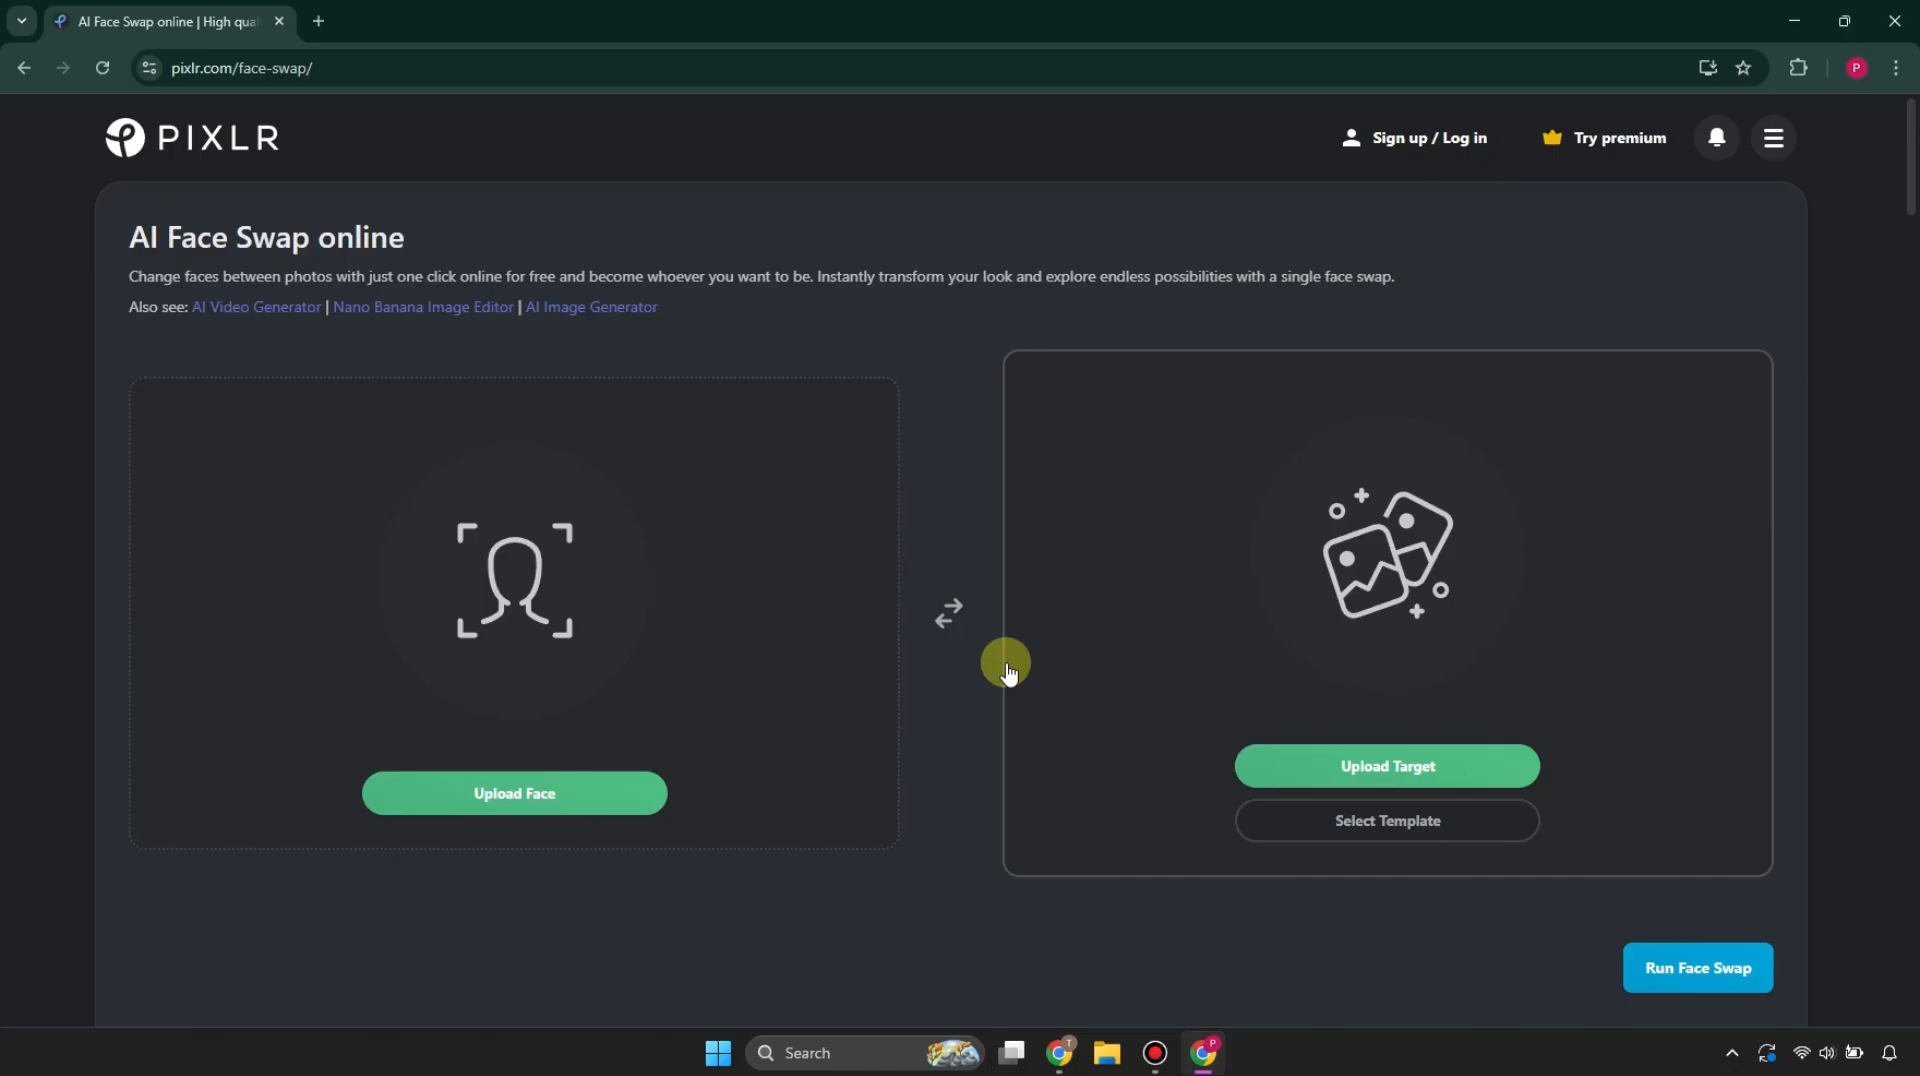 AI Face Swap online | High qua
pixlr.com/face-swap/
P
PIXLR
Sign up / Log in
Try premium
AI Face Swap online
Change faces between photos with just one click online for free and become whoever you want to be. Instantly transform your look and explore endless possibilities with a single face swap.
Also see: AI Video Generator | Nano Banana Image Editor | AI Image Generator
Upload Face
Upload Target
Select Template
Run Face Swap
Search
T
P